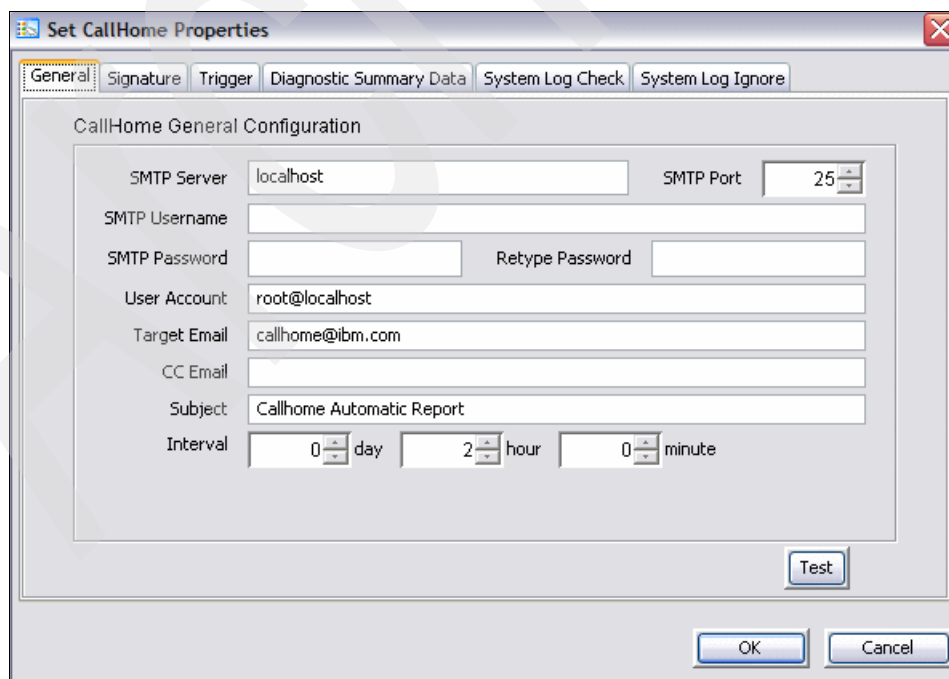 Set CallHome Properties
General Signature Trigger Diagnostic Summary Data System Log Check System Log Ignore
CallHome General Configuration
SMTP Server localhost SMTP Port 25
SMTP Username
SMTP Password Retype Password
User Account root@localhost
Target Email callhome@ibm.com
CC Email
Subject Callhome Automatic Report
Interval 0 day 2 hour 0 minute
Test
OK Cancel